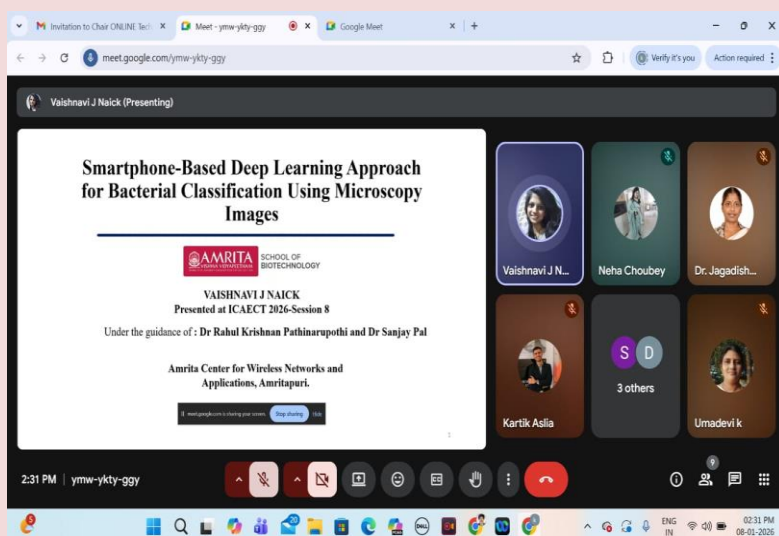 Invitation to Chair ONLINE Tec
Meet - ymw-ykty-ggy
Google Meet
meet.google.com/ymw-ykty-ggy
Verify it's you
Action required
Vaishnavi J Naick (Presenting)
Smartphone-Based Deep Learning Approach
for Bacterial Classification Using Microscopy
Images
AMRITA
VISHWA VIDYAPEETHAM
SCHOOL OF
BIOTECHNOLOGY
VAISHNAVI J NAICK
Presented at ICAECT 2026-Session 8
Under the guidance of : Dr Rahul Krishnan Pathinarupothi and Dr Sanjay Pal
Amrita Center for Wireless Networks and
Applications, Amritapuri.
meet.google.com is sharing your screen.
Stop sharing
Hide
Vaishnavi J N...
Neha Choubey
Dr. Jagadish...
Kartik Aslia
S D
3 others
Umadevi k
2:31 PM | ymw-ykty-ggy
9
ENG
IN
02:31 PM
08-01-2026